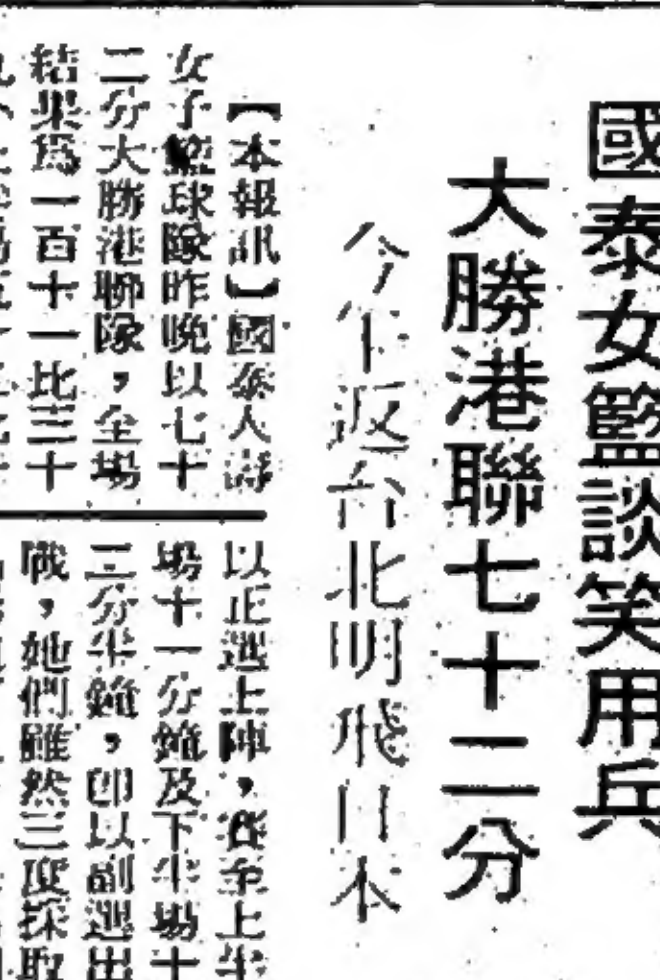 國泰女籃談笑用兵
大勝港聯七十二分
今午返台北明飛日本
【本報訊】國泰人壽
女子籃球隊昨晚以七十
二分大勝港聯隊，全場
結果為一百十一比三十
以正選上陣，賽至上半
場十一分鐘及下半場十
二分半鐘，即以副選出
戰，她們雖然三度採取